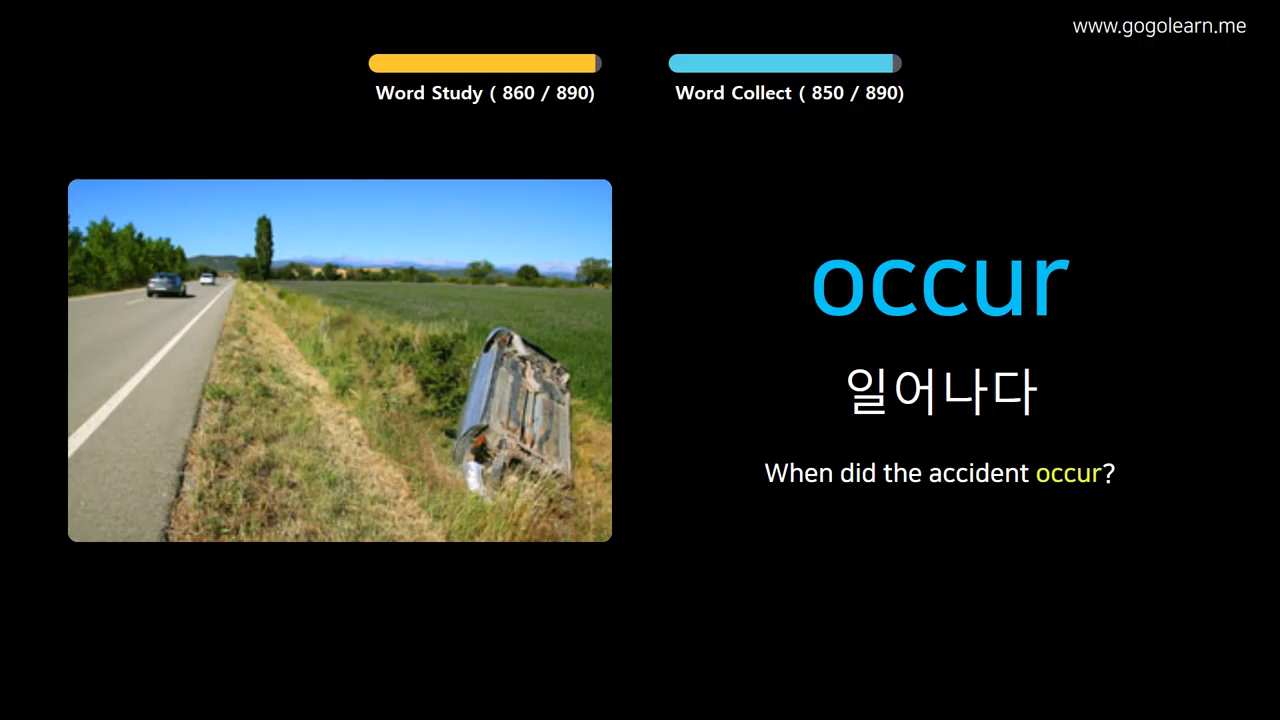 www.gogolearn.me
Word Study ( 860 / 890)
Word Collect ( 850 / 890)
occur
일어나다
When did the accident occur?